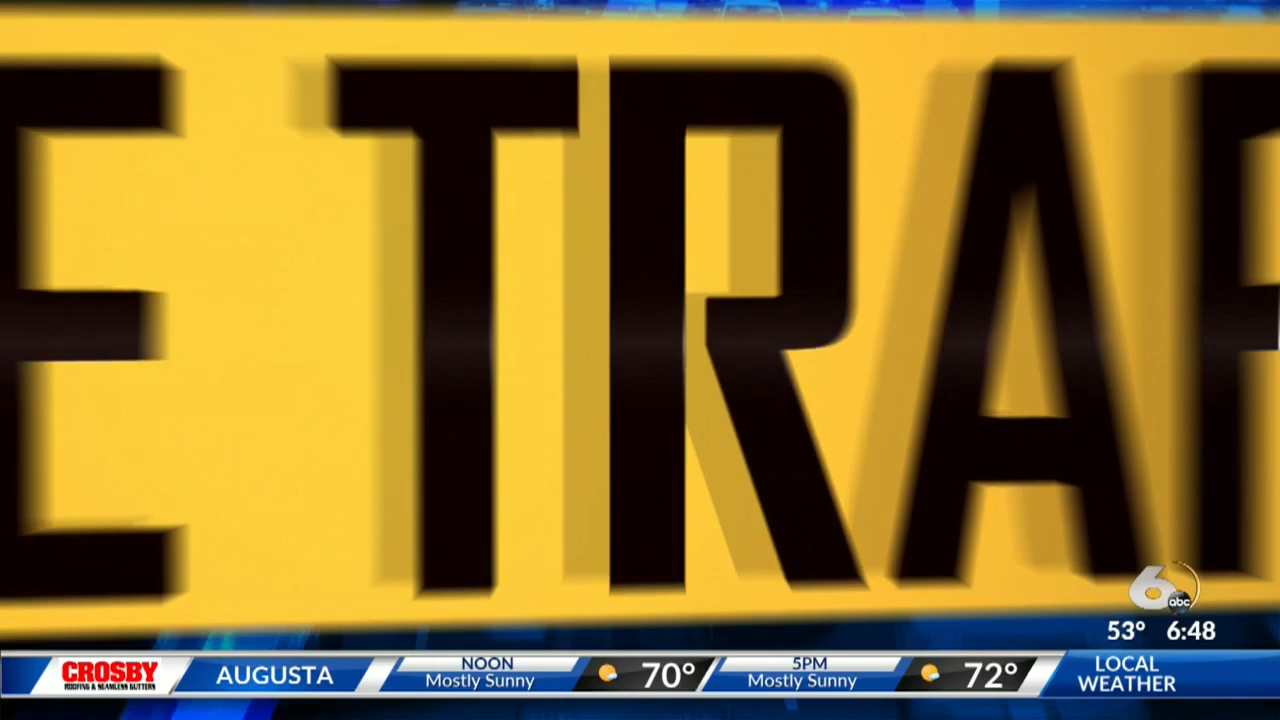 E TRAF
6 abc
53° 6:48
CROSBY
ROOFING & SEAMLESS GUTTERS
AUGUSTA
NOON
Mostly Sunny
70°
5PM
Mostly Sunny
72°
LOCAL
WEATHER